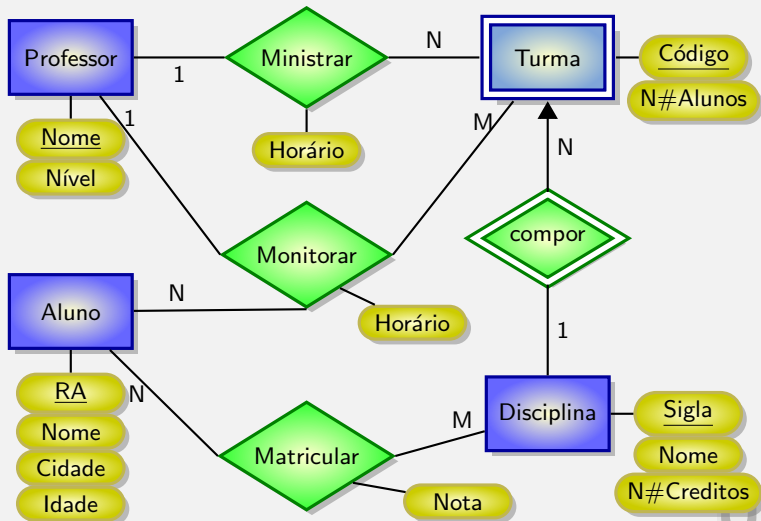 Professor
1
Ministrar
N
Turma
Código
N#Alunos
Nome
Nível
1
Horário
M
N
Monitorar
compor
Aluno
N
Horário
1
RA
N
Nome
Cidade
Idade
Matricular
M
Disciplina
Sigla
Nome
N#Creditos
Nota